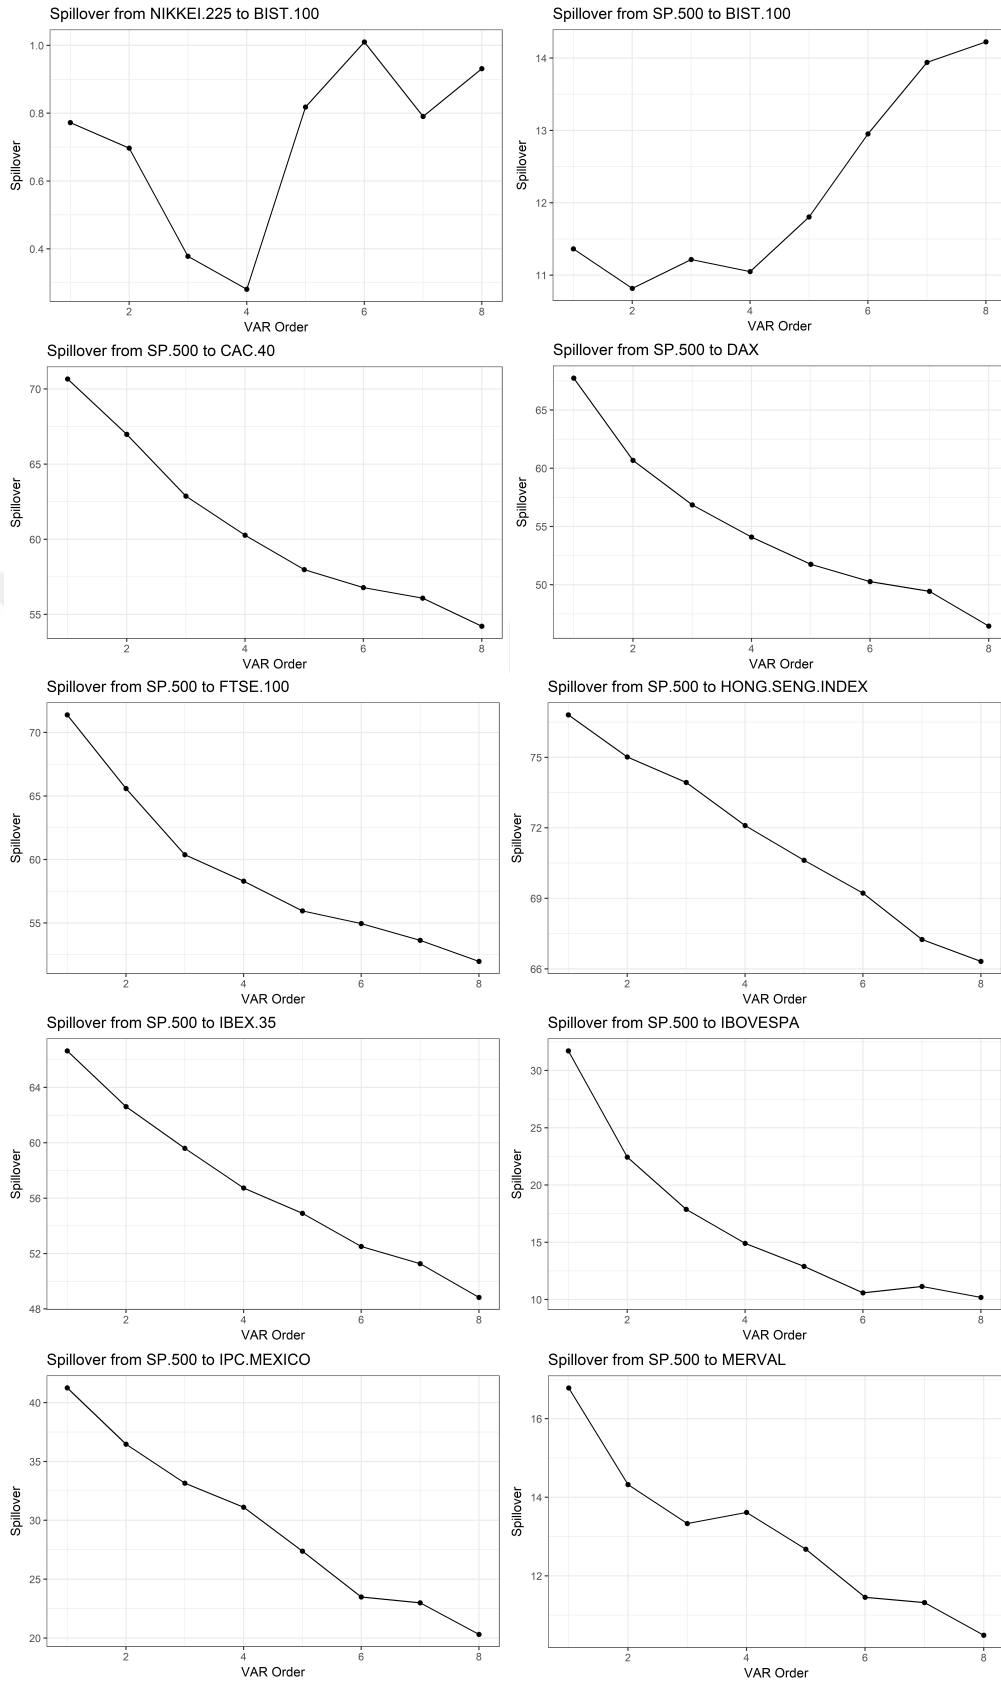 Spillover from NIKKEI.225 to BIST.100
1.0
0.8
0.6
0.4
Spillover
2 4 6 8
VAR Order
Spillover from SP.500 to BIST.100
14
13
12
11
Spillover
2 4 6 8
VAR Order
Spillover from SP.500 to CAC.40
70
65
60
55
Spillover
2 4 6 8
VAR Order
Spillover from SP.500 to DAX
65
60
55
50
Spillover
2 4 6 8
VAR Order
Spillover from SP.500 to FTSE.100
70
65
60
55
Spillover
2 4 6 8
VAR Order
Spillover from SP.500 to HONG.SENG.INDEX
75
72
69
66
Spillover
2 4 6 8
VAR Order
Spillover from SP.500 to IBEX.35
64
60
56
52
48
Spillover
2 4 6 8
VAR Order
Spillover from SP.500 to IBOVESPA
30
25
20
15
10
Spillover
2 4 6 8
VAR Order
Spillover from SP.500 to IPC.MEXICO
40
35
30
25
20
Spillover
2 4 6 8
VAR Order
Spillover from SP.500 to MERVAL
16
14
12
Spillover
2 4 6 8
VAR Order